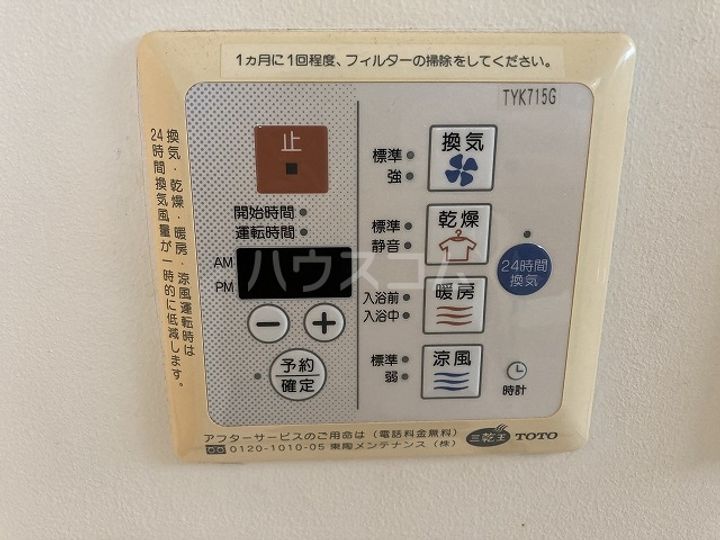 1ヵ月に1回程度、フィルターの掃除をしてください。
TYK715G
換気・乾燥・暖房・涼風運転時は
24時間換気風量が一時的に低減します。
止
開始時間
運転時間
AM
PM
ハウスコム
予約
確定
標準
強
換気
標準
静音
乾燥
入浴前
入浴中
暖房
標準
弱
涼風
24時間
換気
時計
アフターサービスのご用命は（電話料金無料）
0120-1010-05 東陶メンテナンス（株）
三乾王 TOTO